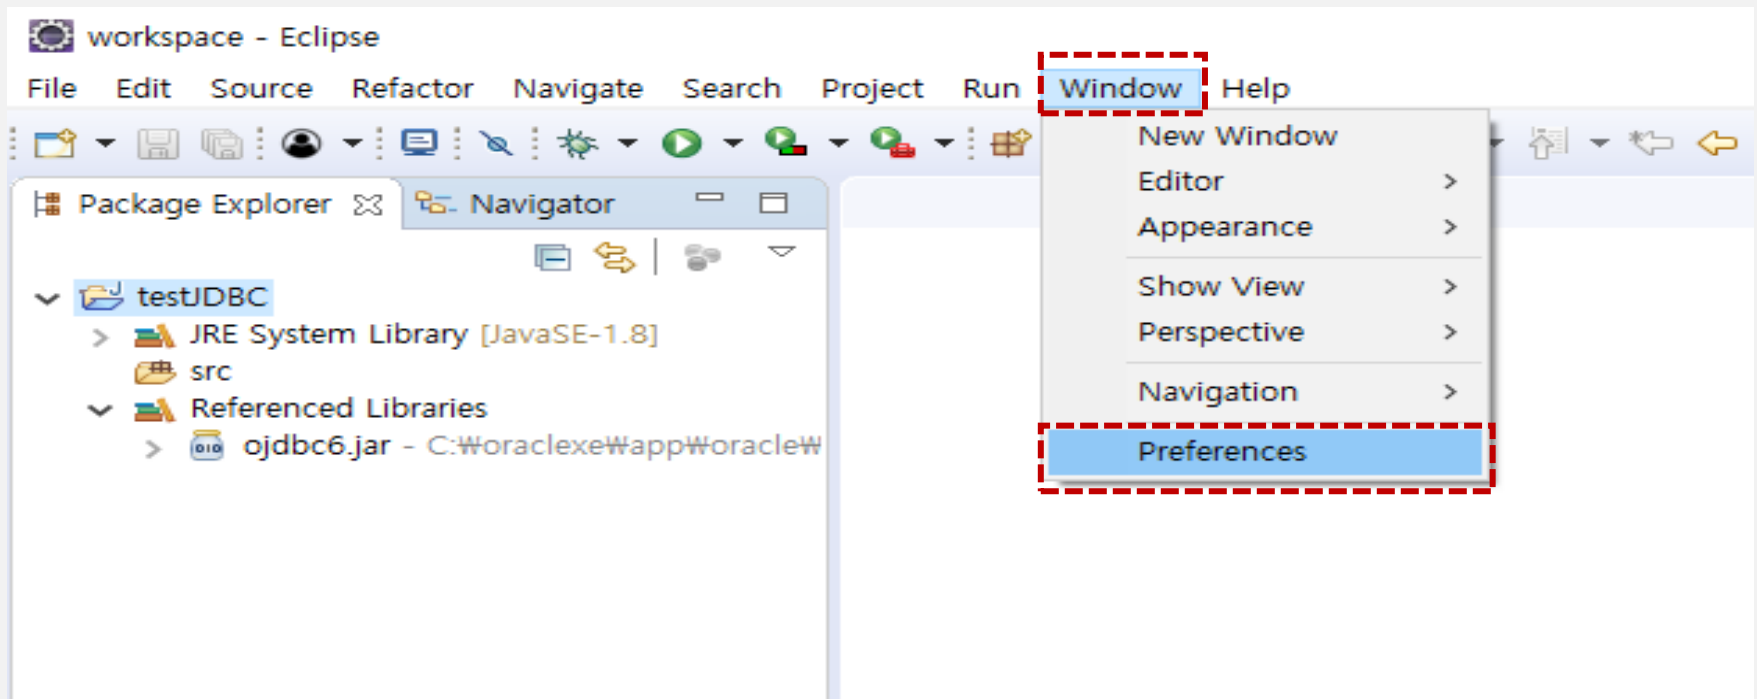 workspace - Eclipse
File Edit Source Refactor Navigate Search Project Run Window Help
Package Explorer Navigator
testJDBC
JRE System Library [JavaSE-1.8]
src
Referenced Libraries
ojdbc6.jar - C:₩oraclexe₩app₩oracle₩
New Window
Editor
Appearance
Show View
Perspective
Navigation
Preferences